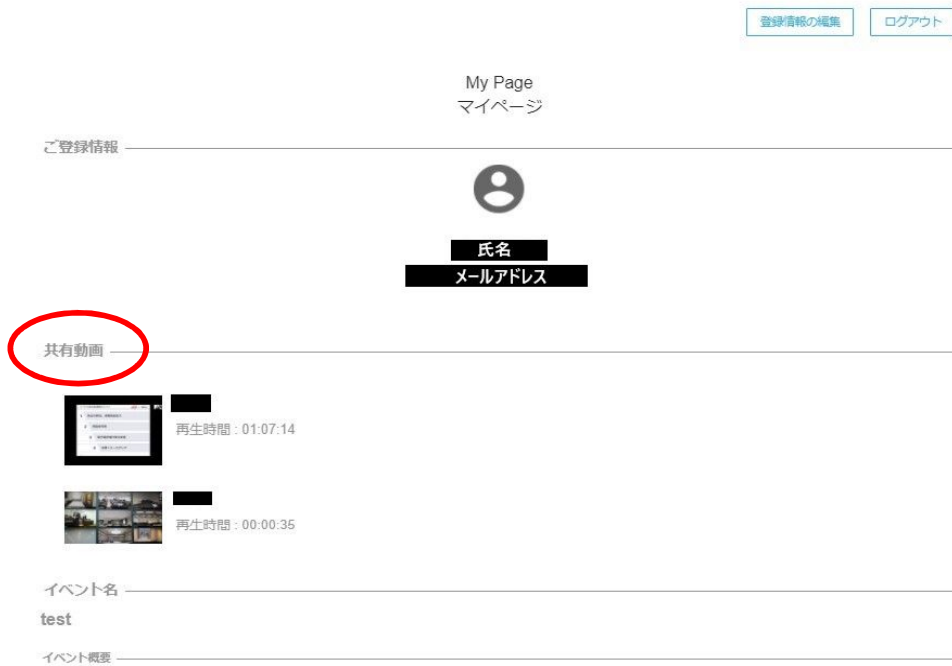 登録情報の編集
ログアウト
My Page
マイページ
ご登録情報
氏名
メールアドレス
共有動画
再生時間 : 01:07:14
再生時間 : 00:00:35
イベント名
test
イベント概要